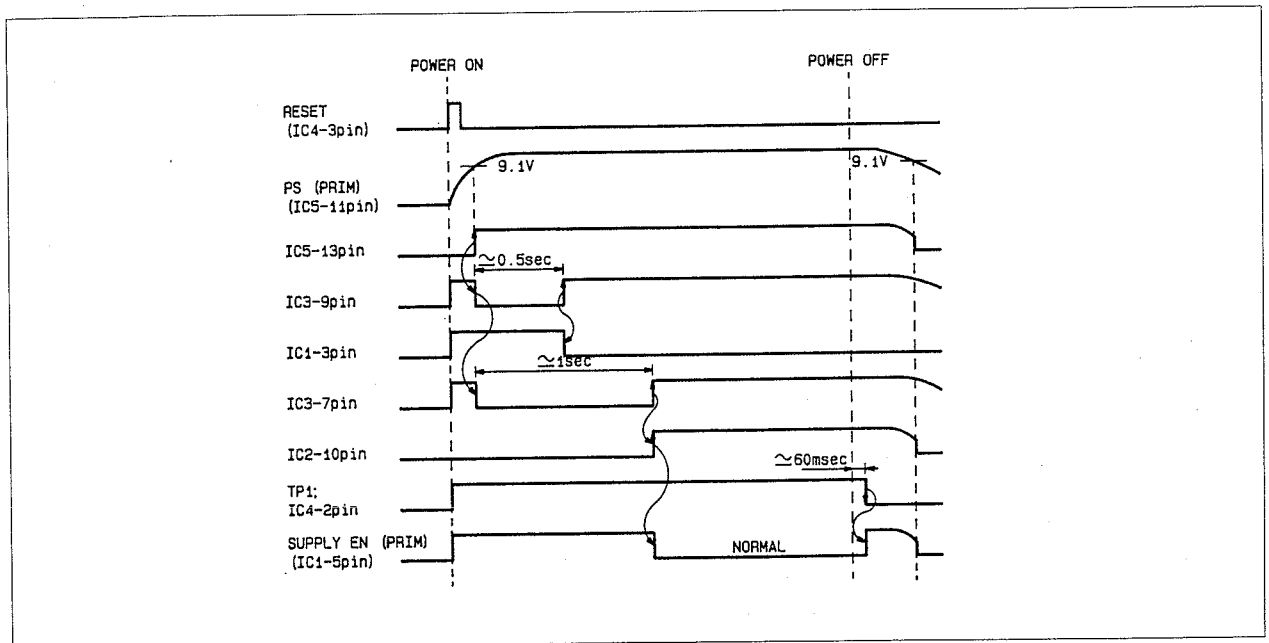 POWER ON
POWER OFF
RESET
(IC4-3pin)
9.1V
9.1V
PS (PRIM)
(IC5-11pin)
IC5-13pin
≃0.5sec
IC3-9pin
IC1-3pin
≃1sec
IC3-7pin
IC2-10pin
≃60msec
TP1;
IC4-2pin
SUPPLY EN (PRIM)
(IC1-5pin)
NORMAL